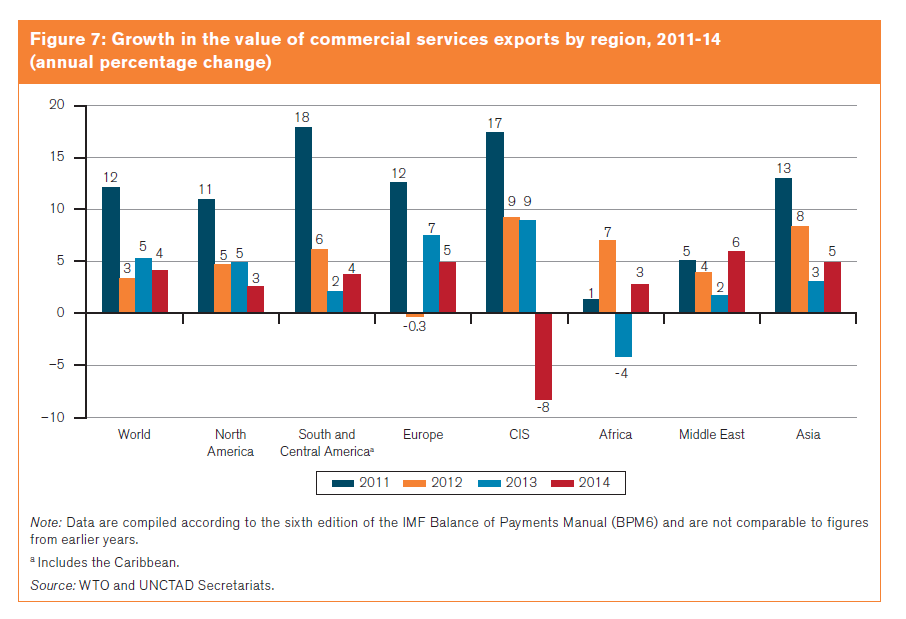 Figure 7: Growth in the value of commercial services exports by region, 2011-14
(annual percentage change)
20
15
10
5
0
–5
–10
12
3
5
4
11
5
5
3
18
6
2
4
12
-0.3
7
5
17
9
9
-8
1
7
-4
3
5
4
2
6
13
8
3
5
World
North
America
South and
Central Americaª
Europe
CIS
Africa
Middle East
Asia
2011
2012
2013
2014
Note: Data are compiled according to the sixth edition of the IMF Balance of Payments Manual (BPM6) and are not comparable to figures
from earlier years.
ª Includes the Caribbean.
Source: WTO and UNCTAD Secretariats.